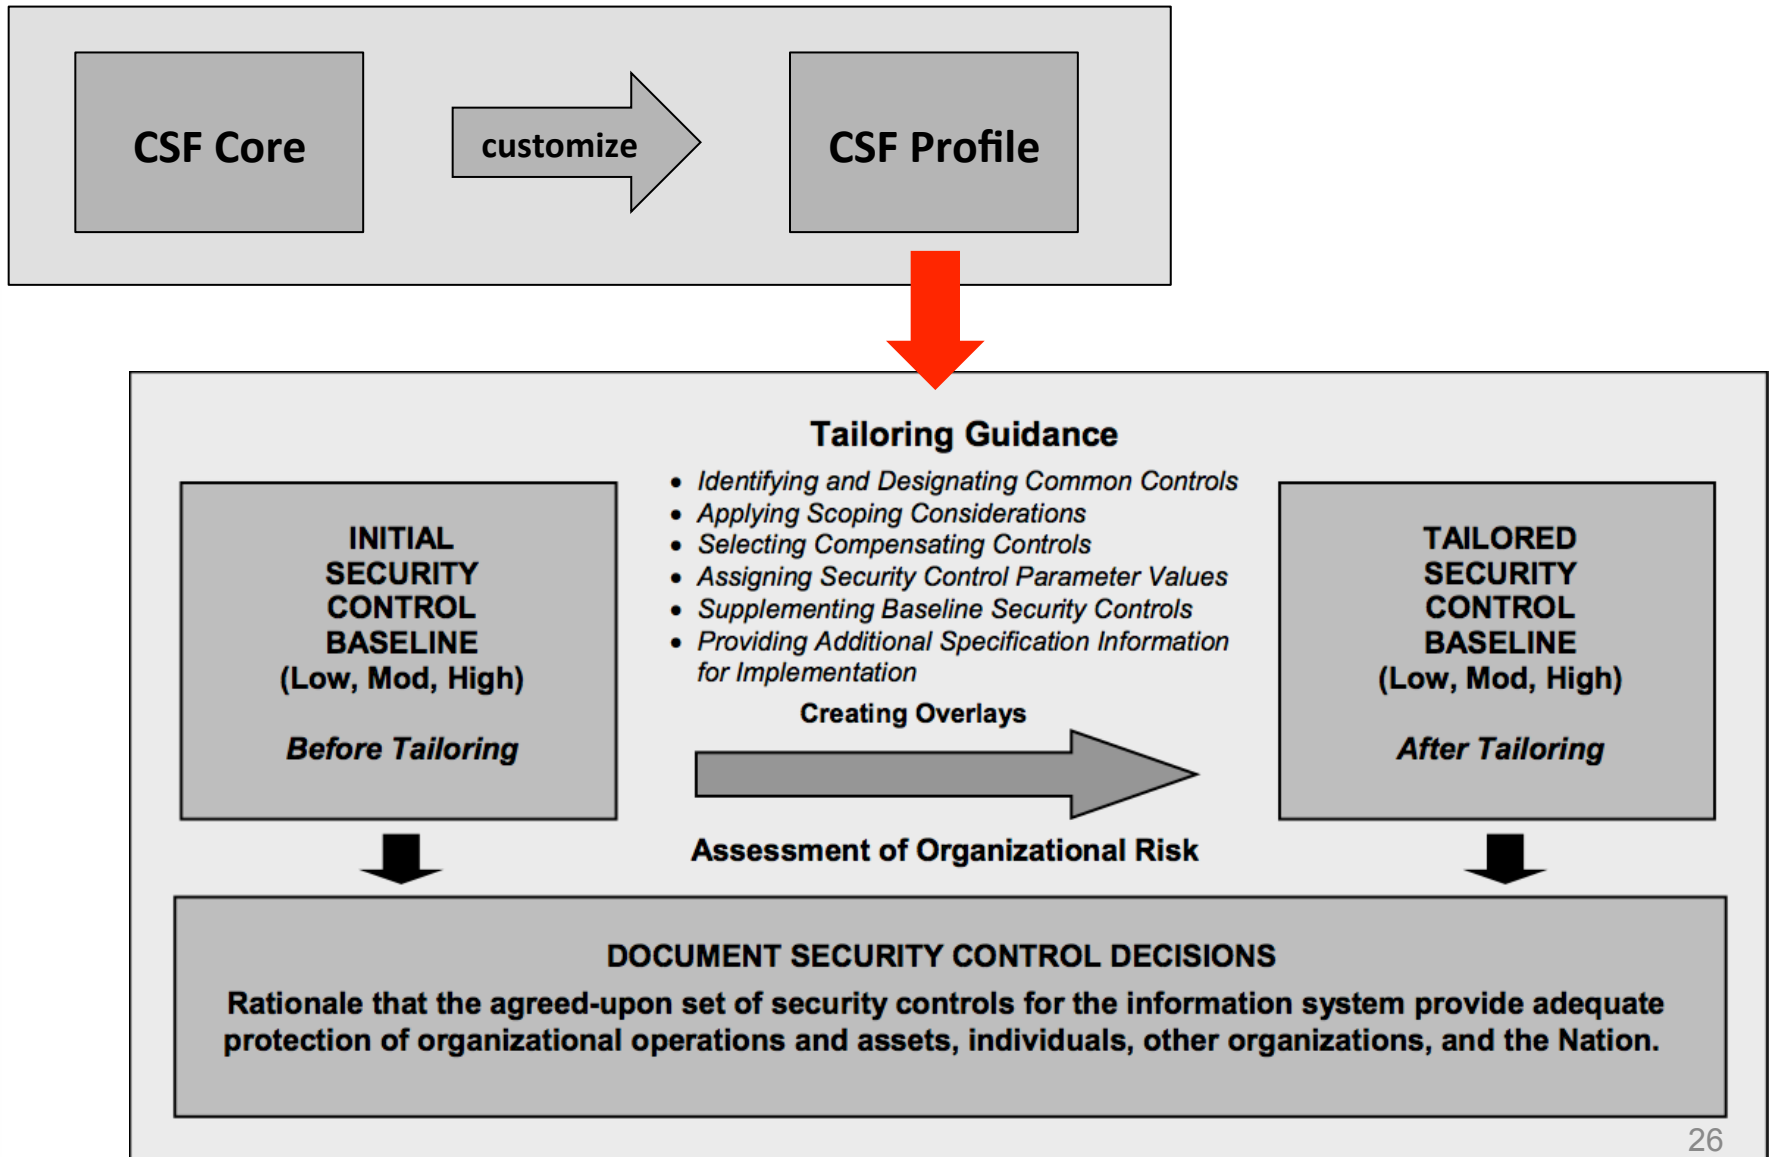 CSF Core
customize
CSF Profile
Tailoring Guidance
• Identifying and Designating Common Controls
• Applying Scoping Considerations
• Selecting Compensating Controls
• Assigning Security Control Parameter Values
• Supplementing Baseline Security Controls
• Providing Additional Specification Information
for Implementation
Creating Overlays
Assessment of Organizational Risk
INITIAL
SECURITY
CONTROL
BASELINE
(Low, Mod, High)
Before Tailoring
TAILORED
SECURITY
CONTROL
BASELINE
(Low, Mod, High)
After Tailoring
DOCUMENT SECURITY CONTROL DECISIONS
Rationale that the agreed-upon set of security controls for the information system provide adequate
protection of organizational operations and assets, individuals, other organizations, and the Nation.
26